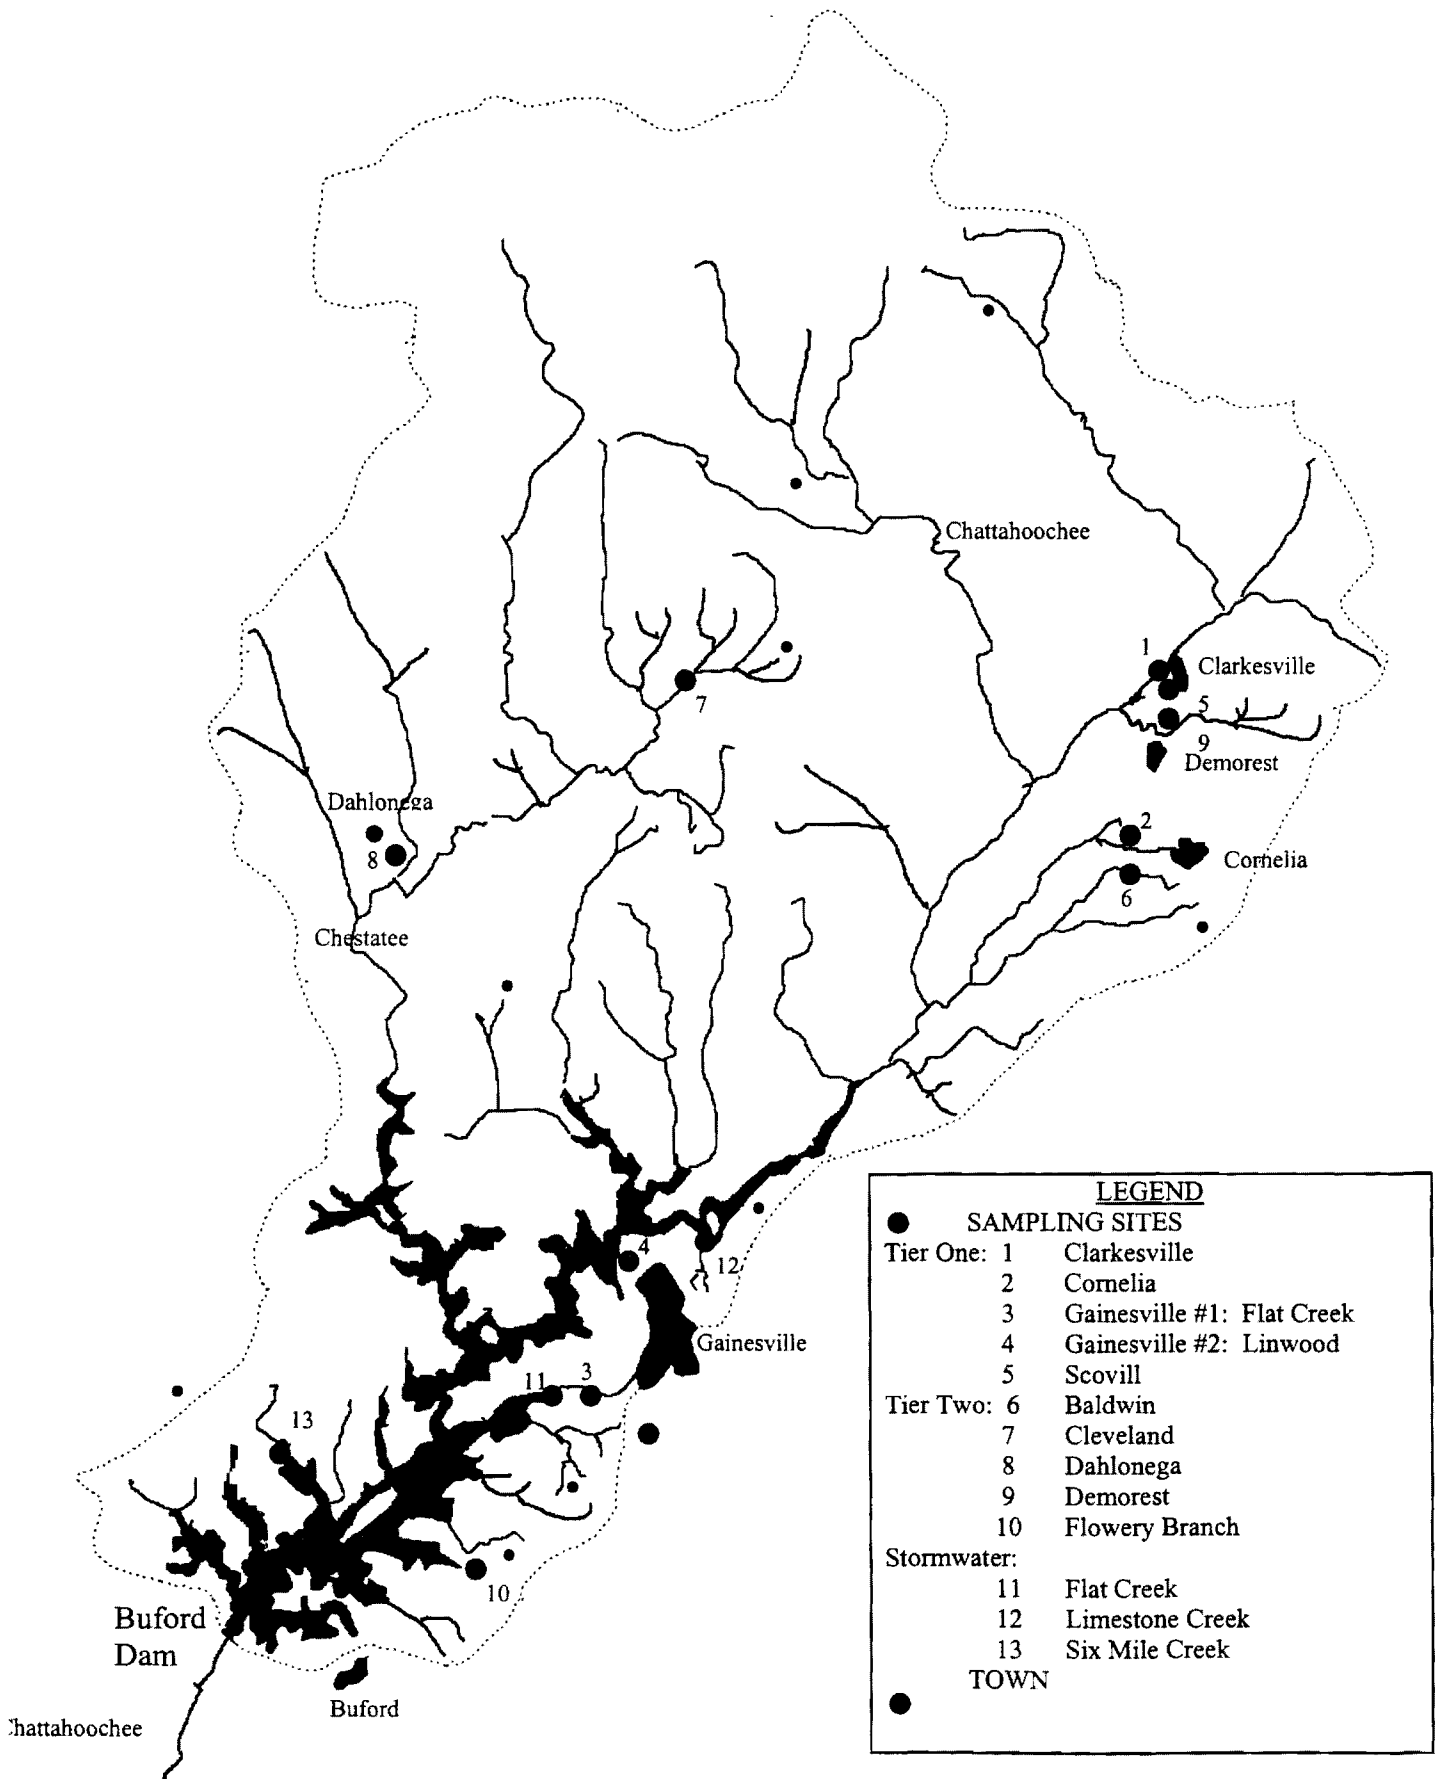 Chattahoochee
1
Clarkesville
7
5
9
Demorest
Dahlonega
8
2
Cornelia
6
Chestatee
4
12
Gainesville
11
3
13
10
Buford
Dam
Buford
hattahoochee
LEGEND
SAMPLING SITES
Tier One: 1 Clarkesville
2 Cornelia
3 Gainesville #1: Flat Creek
4 Gainesville #2: Linwood
5 Scovill
Tier Two: 6 Baldwin
7 Cleveland
8 Dahlonega
9 Demorest
10 Flowery Branch
Stormwater:
11 Flat Creek
12 Limestone Creek
13 Six Mile Creek
TOWN